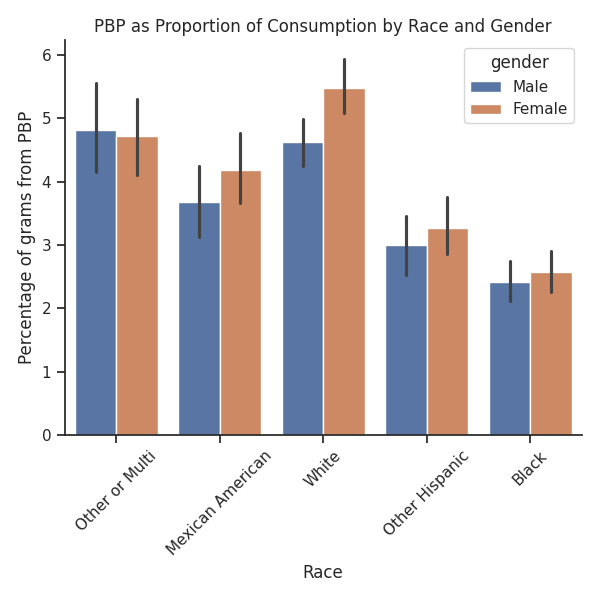 PBP as Proportion of Consumption by Race and Gender
gender
Male
Female
Percentage of grams from PBP
6
5
4
3
2
1
0
Other or Multi
Mexican American
White
Other Hispanic
Black
Race